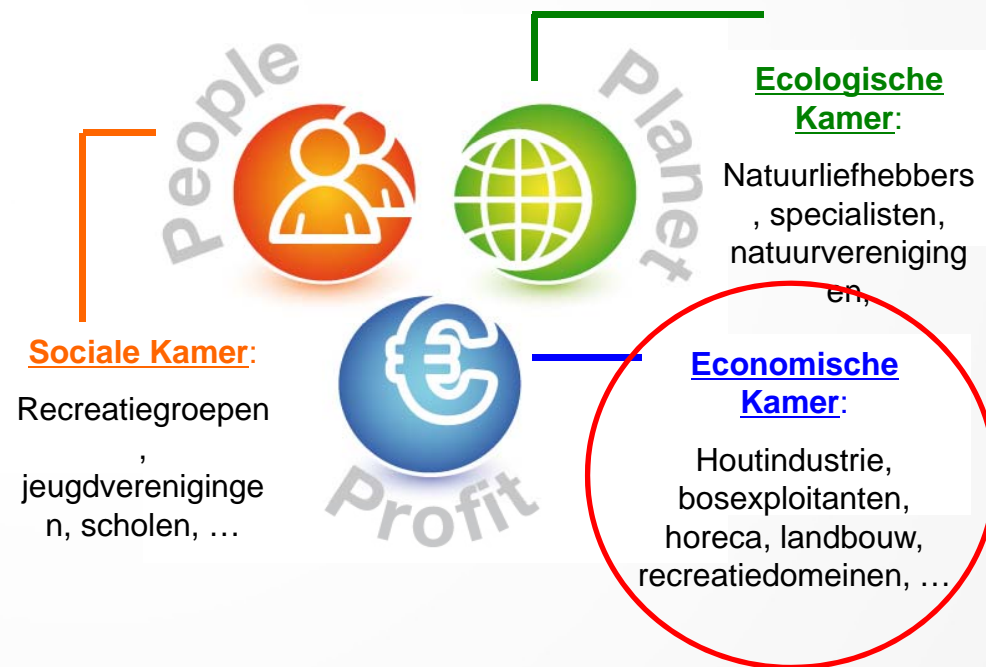 People
Planet
Profit
Ecologische
Kamer:
Natuurliefhebbers
, specialisten,
natuurvereniging
en,
Sociale Kamer:
Recreatiegroepen
,
jeugdvereniginge
n, scholen, …
Economische
Kamer:
Houtindustrie,
bosexploitanten,
horeca, landbouw,
recreatiedomeinen, …